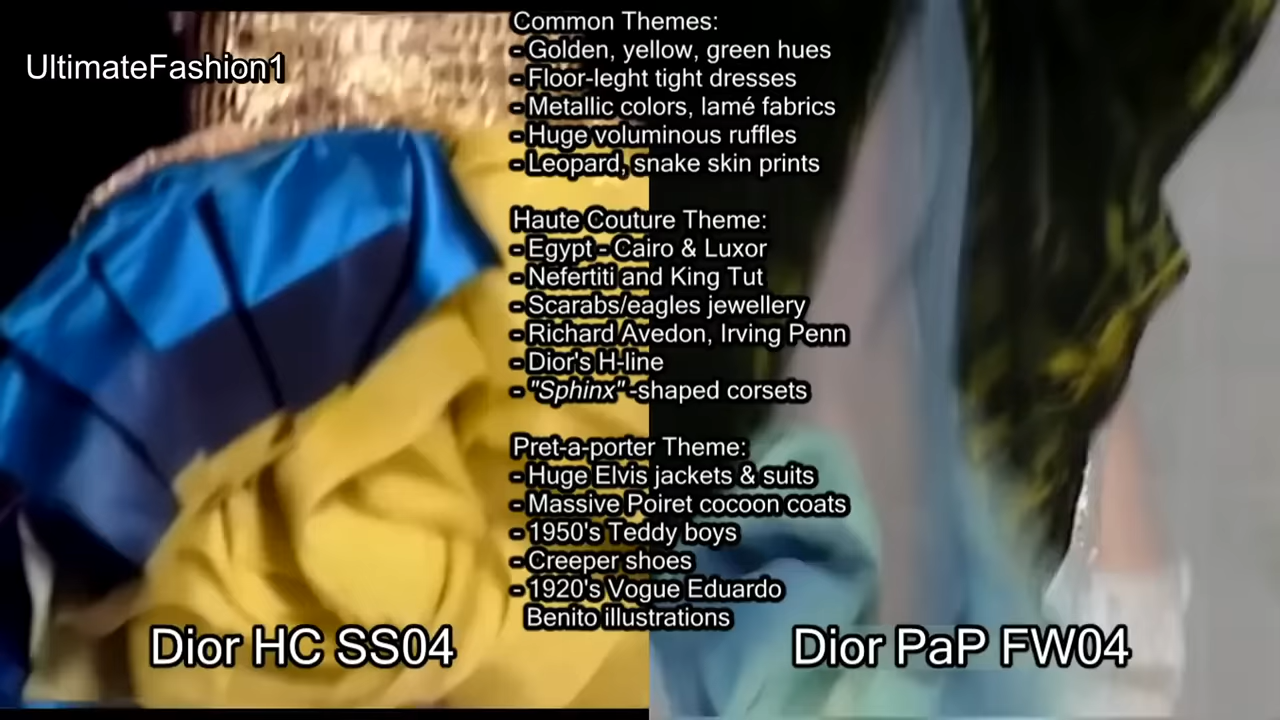 UltimateFashion1
Common Themes:
- Golden, yellow, green hues
- Floor-leght tight dresses
- Metallic colors, lamé fabrics
- Huge voluminous ruffles
- Leopard, snake skin prints
Haute Couture Theme:
- Egypt - Cairo & Luxor
- Nefertiti and King Tut
- Scarabs/eagles jewellery
- Richard Avedon, Irving Penn
- Dior's H-line
- "Sphinx" -shaped corsets
Pret-a-porter Theme:
- Huge Elvis jackets & suits
- Massive Poiret cocoon coats
- 1950's Teddy boys
- Creeper shoes
- 1920's Vogue Eduardo
Benito illustrations
Dior HC SS04
Dior PaP FW04